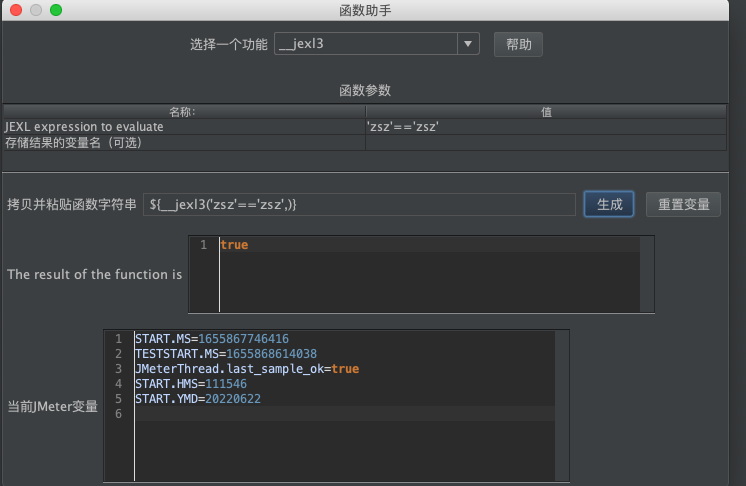 函数助手
选择一个功能 __jexl3 帮助
函数参数
名称: 值
JEXL expression to evaluate 'zsz'=='zsz'
存储结果的变量名（可选）
拷贝并粘贴函数字符串 ${__jexl3('zsz'=='zsz',)} 生成 重置变量
1 true
The result of the function is
1 START.MS=1655867746416
2 TESTSTART.MS=1655868614038
3 JMeterThread.last_sample_ok=true
4 START.HMS=111546
5 START.YMD=20220622
6
当前JMeter变量